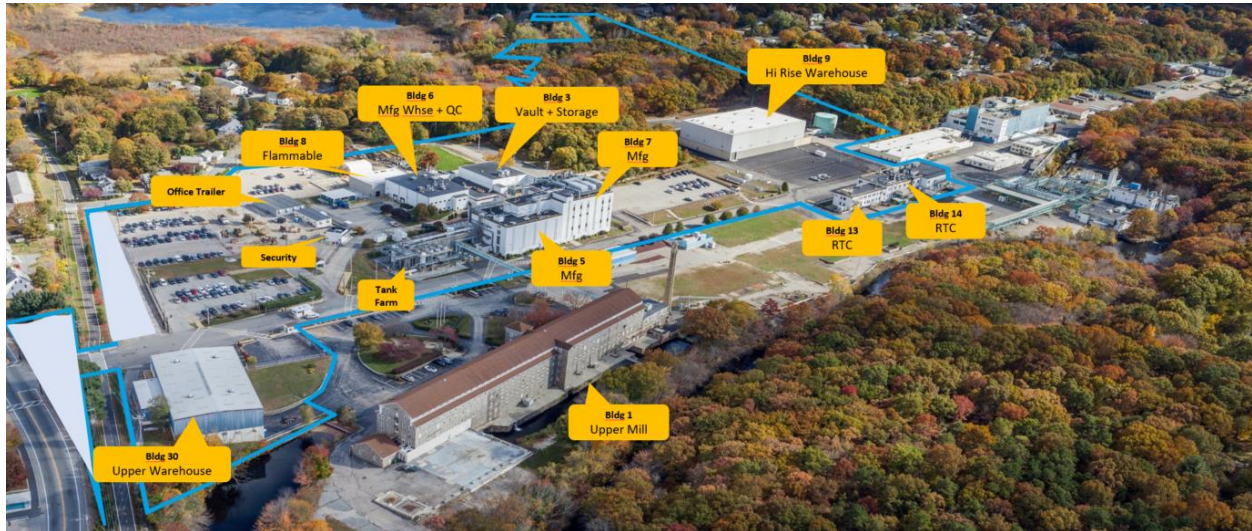 Bldg 9
Hi Rise Warehouse
Bldg 6
Mfg Whse + QC
Bldg 3
Vault + Storage
Bldg 8
Flammable
Bldg 7
Mfg
Office Trailer
Bldg 14
RTC
Bldg 13
RTC
Security
Bldg 5
Mfg
Tank
Farm
Bldg 1
Upper Mill
Bldg 30
Upper Warehouse